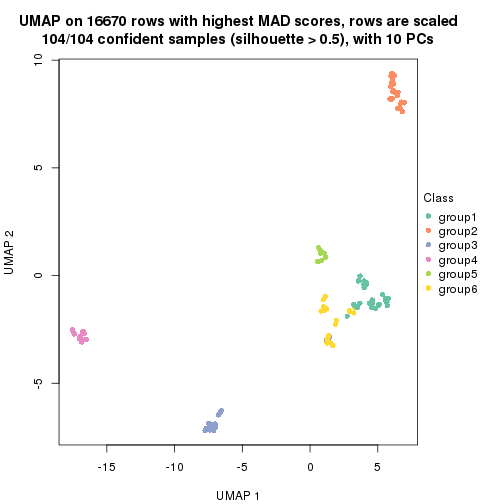 UMAP on 16670 rows with highest MAD scores, rows are scaled
104/104 confident samples (silhouette > 0.5), with 10 PCs
10
5
0
-5
UMAP 2
-15
-10
-5
0
5
UMAP 1
Class
group1
group2
group3
group4
group5
group6